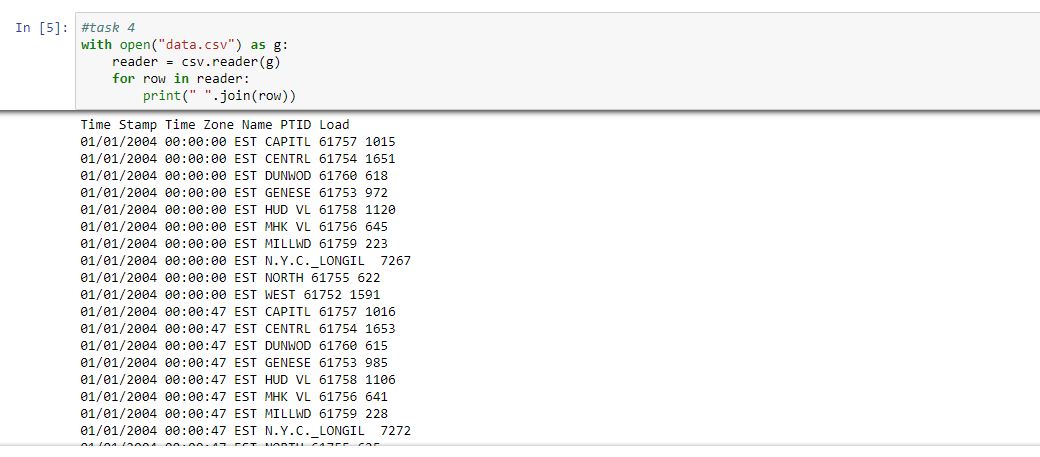 In [5]:
#task 4
with open("data.csv") as g:
    reader = csv.reader(g)
    for row in reader:
        print(" ".join(row))
Time Stamp Time Zone Name PTID Load
01/01/2004 00:00:00 EST CAPITL 61757 1015
01/01/2004 00:00:00 EST CENTRL 61754 1651
01/01/2004 00:00:00 EST DUNWOD 61760 618
01/01/2004 00:00:00 EST GENESE 61753 972
01/01/2004 00:00:00 EST HUD VL 61758 1120
01/01/2004 00:00:00 EST MHK VL 61756 645
01/01/2004 00:00:00 EST MILLWD 61759 223
01/01/2004 00:00:00 EST N.Y.C._LONGIL  7267
01/01/2004 00:00:00 EST NORTH 61755 622
01/01/2004 00:00:00 EST WEST 61752 1591
01/01/2004 00:00:47 EST CAPITL 61757 1016
01/01/2004 00:00:47 EST CENTRL 61754 1653
01/01/2004 00:00:47 EST DUNWOD 61760 615
01/01/2004 00:00:47 EST GENESE 61753 985
01/01/2004 00:00:47 EST HUD VL 61758 1106
01/01/2004 00:00:47 EST MHK VL 61756 641
01/01/2004 00:00:47 EST MILLWD 61759 228
01/01/2004 00:00:47 EST N.Y.C._LONGIL  7272
01/01/2004 00:00:47 EST NORTH 61755